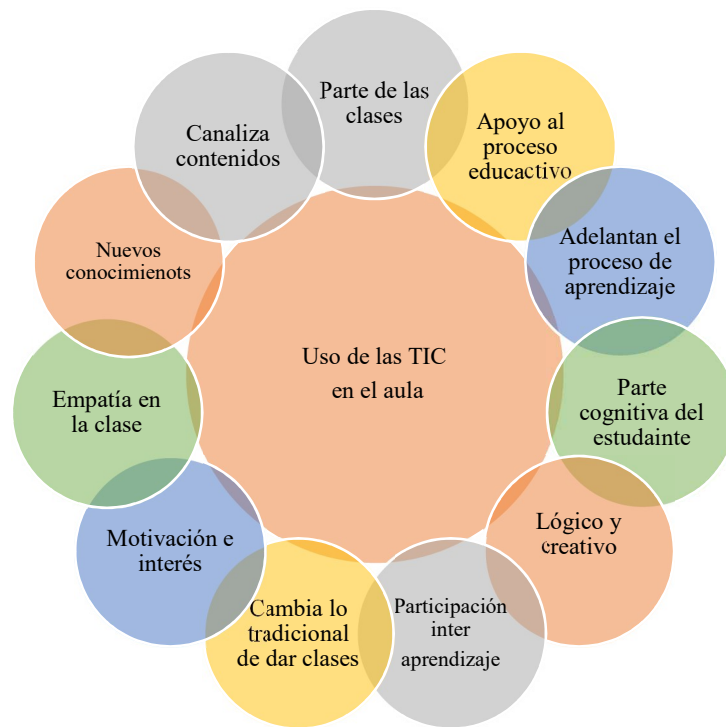 Parte de las
clases
Apoyo al
proceso
educactivo
Adelantan el
proceso de
aprendizaje
Parte
cognitiva del
estudainte
Lógico y
creativo
Participación
inter
aprendizaje
Cambia lo
tradicional
de dar clases
Motivación e
interés
Empatía en
la clase
Nuevos
conocimienots
Canaliza
contenidos
Uso de las TIC
en el aula